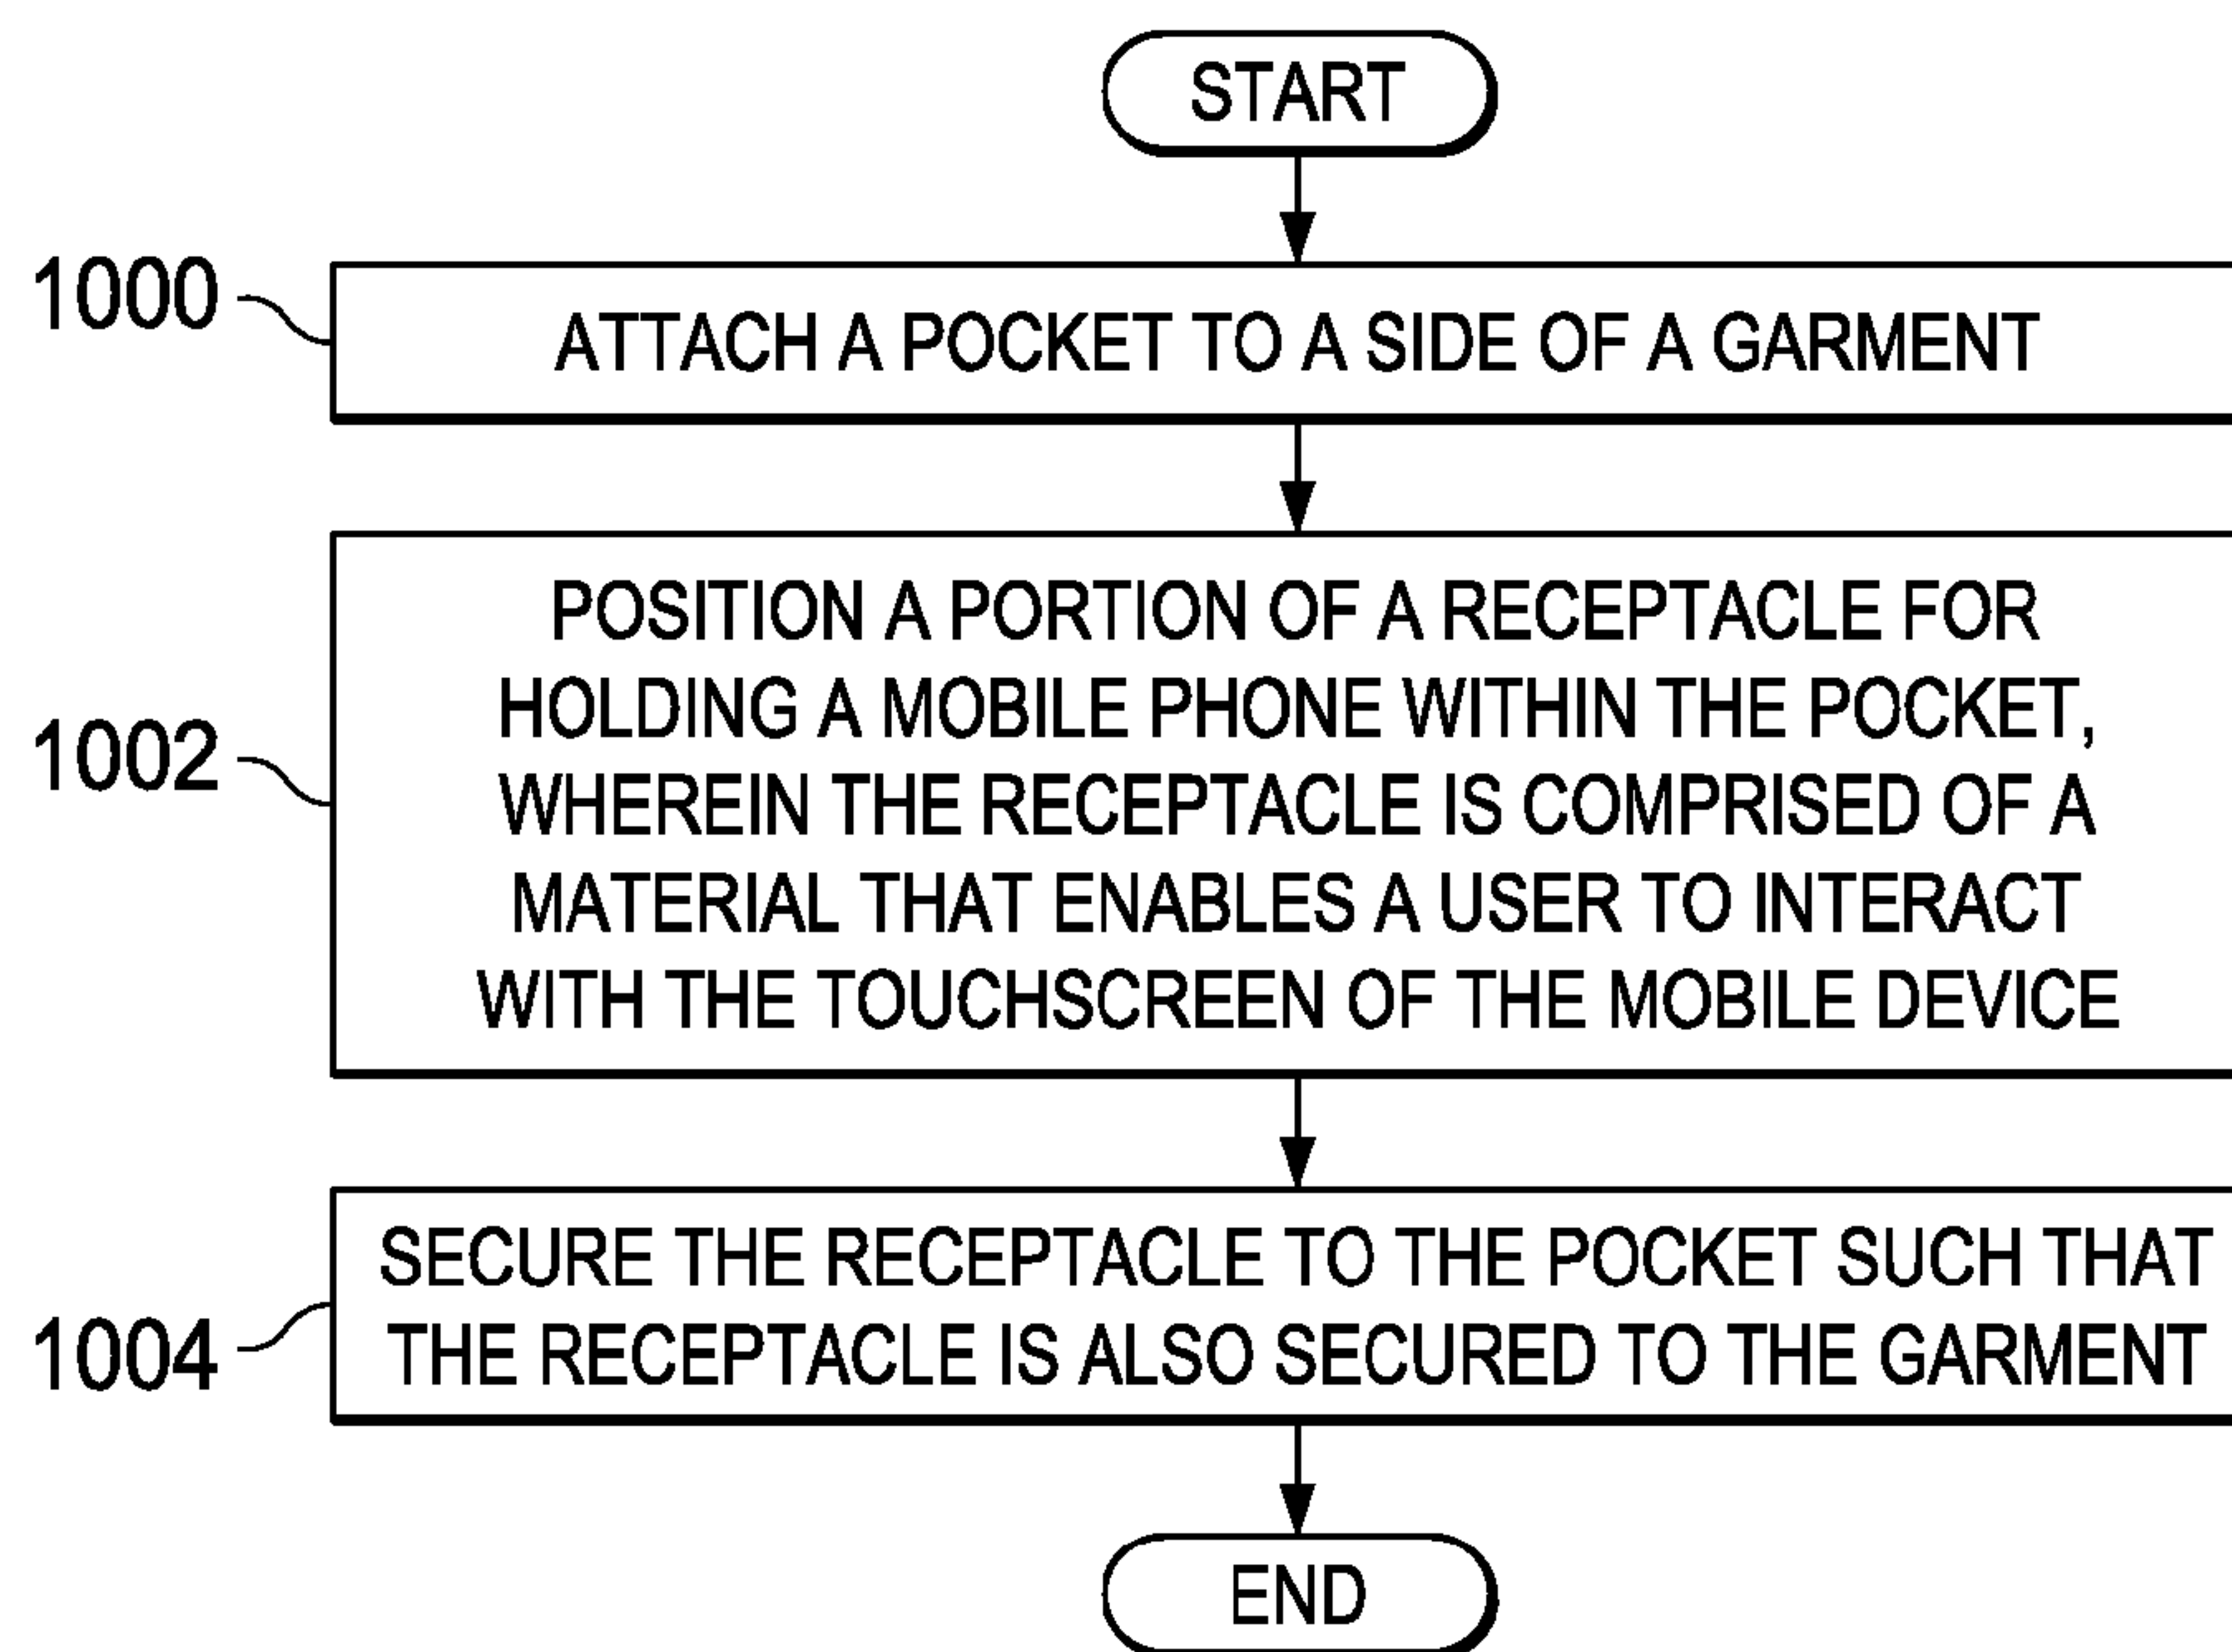 START
1000
ATTACH A POCKET TO A SIDE OF A GARMENT
1002
POSITION A PORTION OF A RECEPTACLE FOR
HOLDING A MOBILE PHONE WITHIN THE POCKET,
WHEREIN THE RECEPTACLE IS COMPRISED OF A
MATERIAL THAT ENABLES A USER TO INTERACT
WITH THE TOUCHSCREEN OF THE MOBILE DEVICE
1004
SECURE THE RECEPTACLE TO THE POCKET SUCH THAT
THE RECEPTACLE IS ALSO SECURED TO THE GARMENT
END